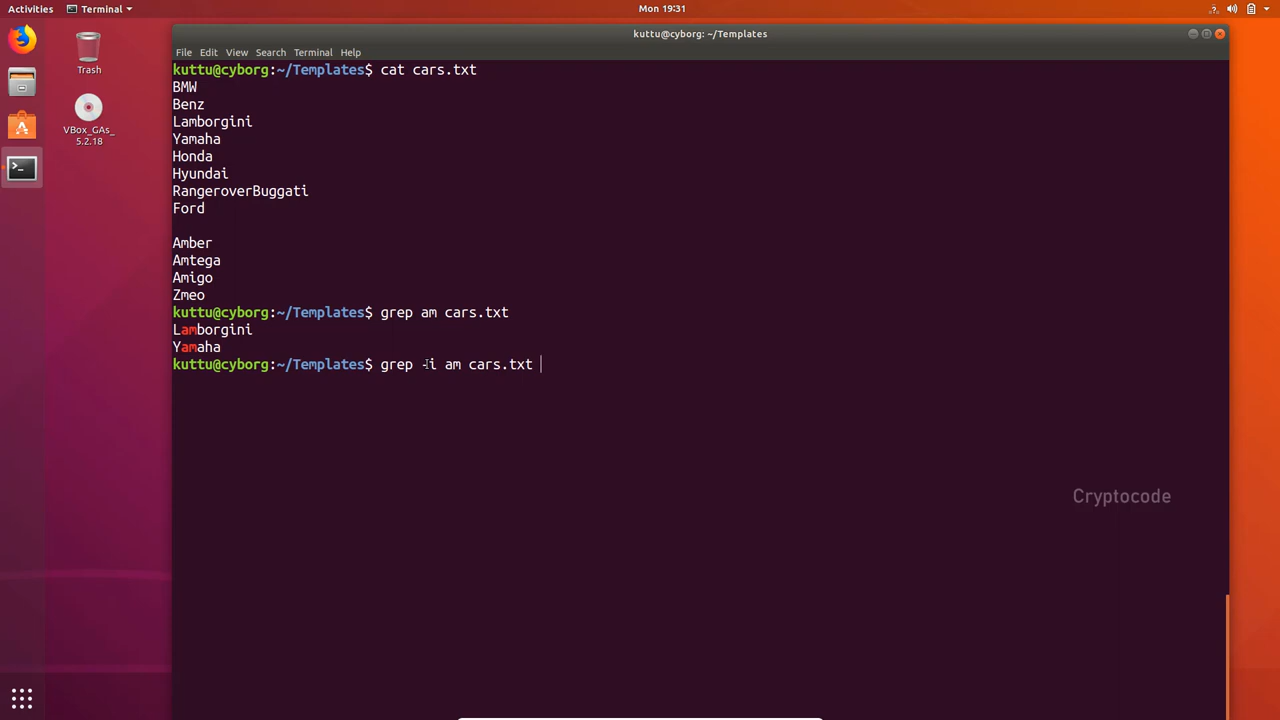 Activities
Terminal
Mon 19:31
kuttu@cyborg: ~/Templates
File Edit View Search Terminal Help
Trash
VBox_GAs_
5.2.18
kuttu@cyborg:~/Templates$ cat cars.txt
BMW
Benz
Lamborgini
Yamaha
Honda
Hyundai
RangeroverBuggati
Ford
Amber
Amtega
Amigo
Zmeo
kuttu@cyborg:~/Templates$ grep am cars.txt
Lamborgini
Yamaha
kuttu@cyborg:~/Templates$ grep -i am cars.txt
Cryptocode